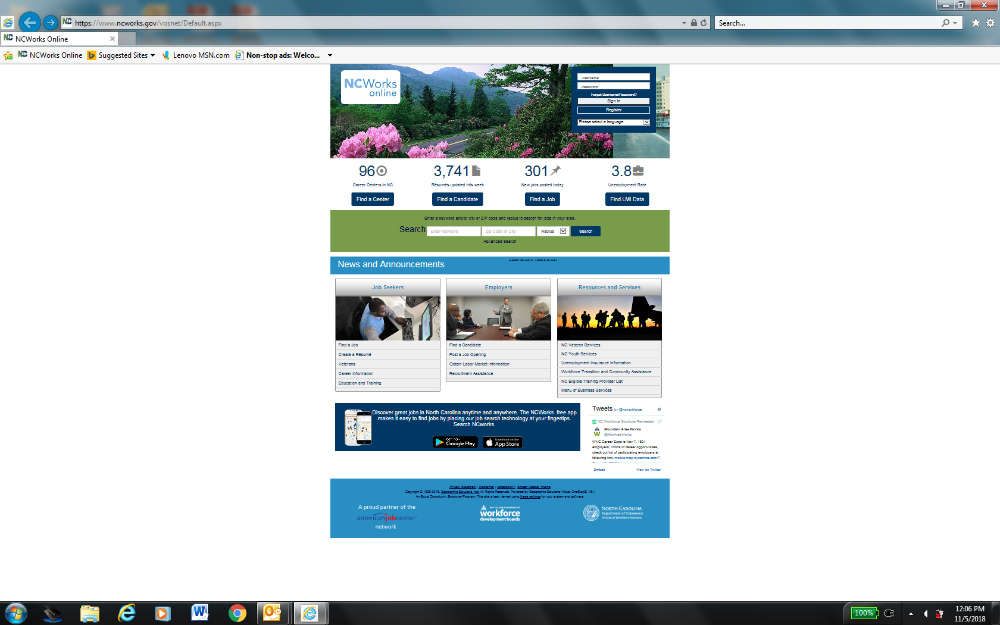 https://www.ncworks.gov/vosnet/Default.aspx
Search...
NCWorks Online
NCWorks Online
Suggested Sites
Lenovo MSN.com
Non-stop ads: Welco...
NCWorks
online
Username
Password
Forgot Username/Password?
Sign In
Register
Please select a language:
96
3,741
301
3.8
Career Centers in NC
Résumés updated this week
New jobs posted today
Unemployment Rate
Find a Center
Find a Candidate
Find a Job
Find LMI Data
Enter a keyword and/or city or ZIP code and radius to search for jobs in your area.
Search
Enter Keyword
Zip Code or City
Radius
Search
Advanced Search
News and Announcements
Observance of Veterans Day
Job Seekers
Find a Job
Create a Résumé
Veterans
Career Information
Education and Training
Employers
Find a Candidate
Post a Job Opening
Obtain Labor Market Information
Recruitment Assistance
Resources and Services
NC Veteran Services
NC Youth Services
Unemployment Insurance Information
Workforce Transition and Community Assistance
NC Eligible Training Provider List
Menu of Business Services
Discover great jobs in North Carolina anytime and anywhere. The NCWorks free app
makes it easy to find jobs by placing our job search technology at your fingertips.
Search NCworks.
GET IT ON
Google Play
Download on the
App Store
Tweets by @ncworkforce
NC Workforce Solutions Retweeted
Mountain Area Works
@MtnAreaWorks
WNC Career Expo is Nov 7, 150+
employers, 1000s of career opportunities,
check out list of participating employers at
following link: mobile.map-dynamics.com/?
Embed
View on Twitter
Privacy Statement | Disclaimer | Accessibility | Screen Reader Theme
Copyright © 1998-2018, Geographic Solutions, Inc. All Rights Reserved. Powered by Geographic Solutions Virtual OneStop®. 18.1
An Equal Opportunity Employer/Program. This site is best viewed using these settings for your system and software.
A proud partner of the
americanjobcenter
network
NORTH CAROLINA ASSOCIATION OF
workforce
development boards
NORTH CAROLINA
Department of Commerce
Division of Workforce Solutions
100%
12:06 PM
11/5/2018